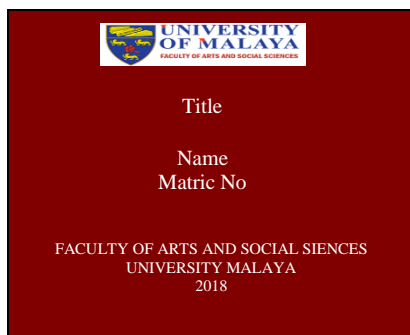 UNIVERSITY
OF MALAYA
FACULTY OF ARTS AND SOCIAL SCIENCES
Title
Name
Matric No
FACULTY OF ARTS AND SOCIAL SIENCES
UNIVERSITY MALAYA
2018